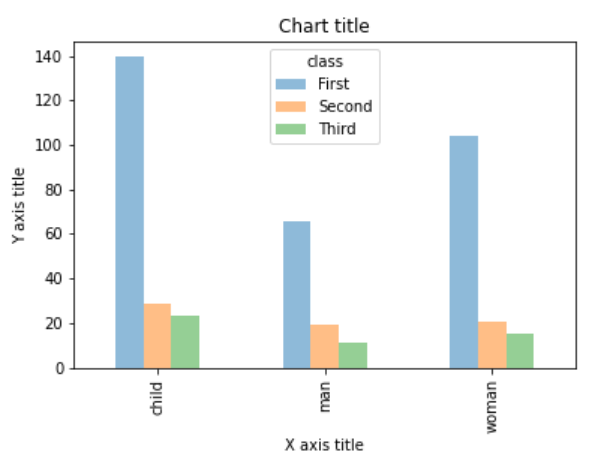 Chart title
class
First
Second
Third
Y axis title
140
120
100
80
60
40
20
0
child
man
woman
X axis title